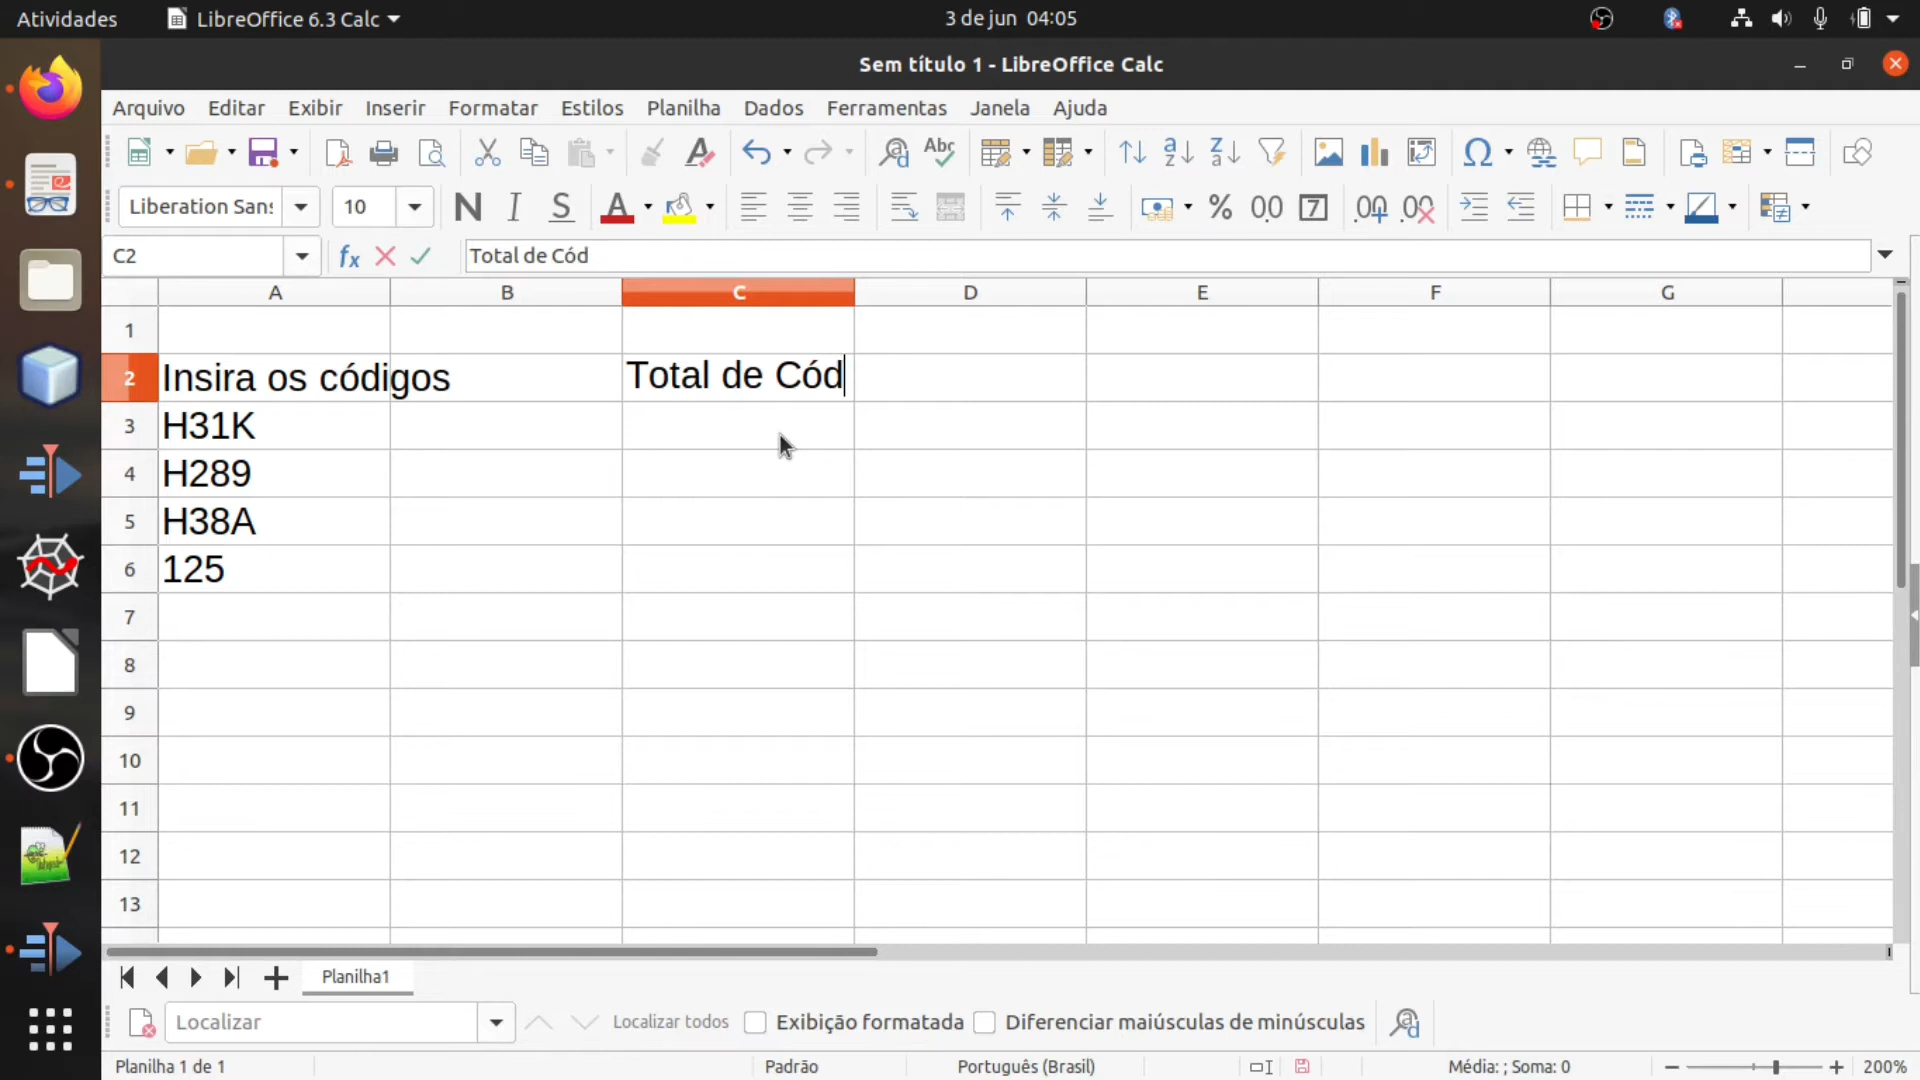 Atividades LibreOffice 6.3 Calc 3 de jun 04:05
Sem título 1 - LibreOffice Calc
Arquivo Editar Exibir Inserir Formatar Estilos Planilha Dados Ferramentas Janela Ajuda
Liberation Sans 10
C2 Total de Cód
A B C D E F G
1
2 Insira os códigos Total de Cód
3 H31K
4 H289
5 H38A
6 125
7
8
9
10
11
12
13
Planilha1
Localizar Localizar todos Exibição formatada Diferenciar maiúsculas de minúsculas
Planilha 1 de 1 Padrão Português (Brasil) Média: ; Soma: 0 200%